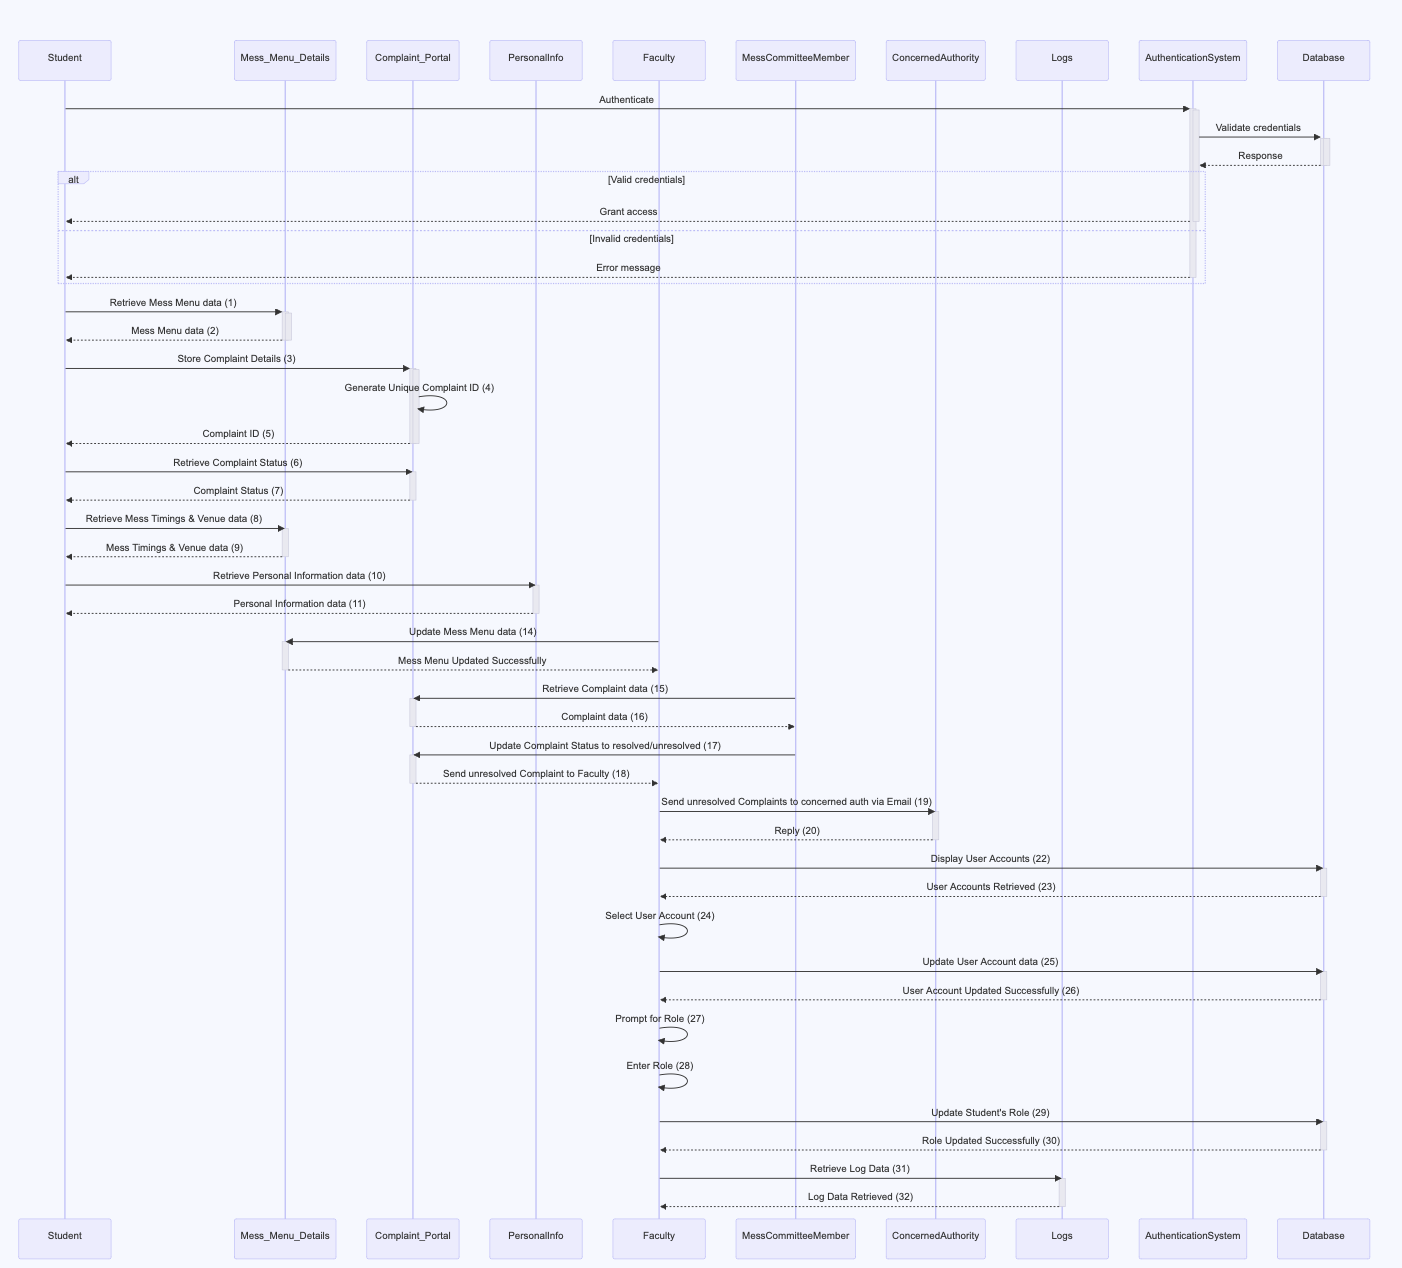 Student
Mess_Menu_Details
Complaint_Portal
PersonalInfo
Faculty
MessCommitteeMember
ConcernedAuthority
Logs
AuthenticationSystem
Database
Authenticate
Validate credentials
Response
alt
[Valid credentials]
Grant access
[Invalid credentials]
Error message
Retrieve Mess Menu data (1)
Mess Menu data (2)
Store Complaint Details (3)
Generate Unique Complaint ID (4)
Complaint ID (5)
Retrieve Complaint Status (6)
Complaint Status (7)
Retrieve Mess Timings & Venue data (8)
Mess Timings & Venue data (9)
Retrieve Personal Information data (10)
Personal Information data (11)
Update Mess Menu data (14)
Mess Menu Updated Successfully
Retrieve Complaint data (15)
Complaint data (16)
Update Complaint Status to resolved/unresolved (17)
Send unresolved Complaint to Faculty (18)
Send unresolved Complaints to concerned auth via Email (19)
Reply (20)
Display User Accounts (22)
User Accounts Retrieved (23)
Select User Account (24)
Update User Account data (25)
User Account Updated Successfully (26)
Prompt for Role (27)
Enter Role (28)
Update Student's Role (29)
Role Updated Successfully (30)
Retrieve Log Data (31)
Log Data Retrieved (32)
Student
Mess_Menu_Details
Complaint_Portal
PersonalInfo
Faculty
MessCommitteeMember
ConcernedAuthority
Logs
AuthenticationSystem
Database